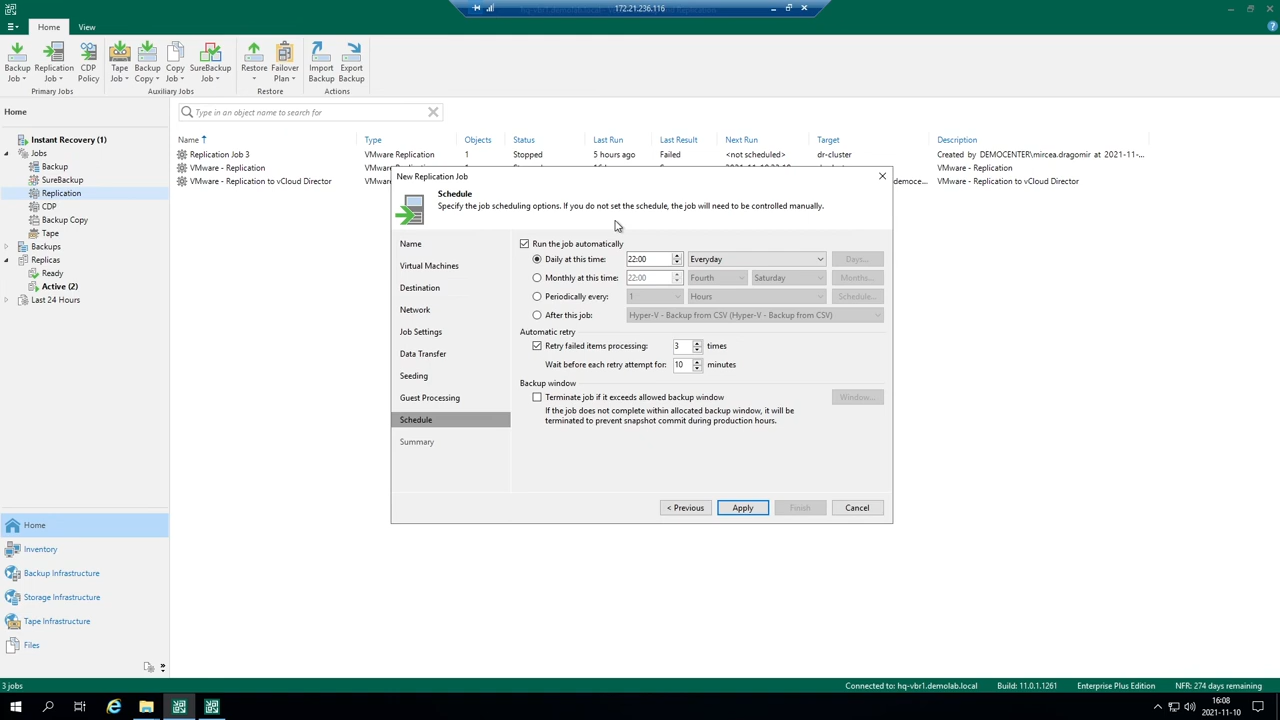 172.21.236.116
Home
View
Backup Job
Replication Job
CDP Policy
Tape Job
Backup Copy
Copy Job
SureBackup Job
Restore
Failover Plan
Import Backup
Export Backup
Primary Jobs
Auxiliary Jobs
Restore
Actions
Home
Type in an object name to search for
Instant Recovery (1)
Jobs
Backup
SureBackup
Replication
CDP
Backup Copy
Tape
Backups
Replicas
Ready
Active (2)
Last 24 Hours
Name Type Objects Status Last Run Last Result Next Run Target Description
Replication Job 3 VMware Replication 1 Stopped 5 hours ago Failed <not scheduled> dr-cluster Created by DEMOCENTER\mircea.dragomir at 2021-11-...
VMware - Replication VMware - Replication
VMware - Replication to vCloud Director democe... VMware - Replication to vCloud Director
New Replication Job
Schedule
Specify the job scheduling options. If you do not set the schedule, the job will need to be controlled manually.
Name
Virtual Machines
Destination
Network
Job Settings
Data Transfer
Seeding
Guest Processing
Schedule
Summary
Run the job automatically
Daily at this time: 22:00 Everyday Days...
Monthly at this time: 22:00 Fourth Saturday Months...
Periodically every: 1 Hours Schedule...
After this job: Hyper-V - Backup from CSV (Hyper-V - Backup from CSV)
Automatic retry
Retry failed items processing: 3 times
Wait before each retry attempt for: 10 minutes
Backup window
Terminate job if it exceeds allowed backup window Window...
If the job does not complete within allocated backup window, it will be
terminated to prevent snapshot commit during production hours.
< Previous Apply Finish Cancel
Home
Inventory
Backup Infrastructure
Storage Infrastructure
Tape Infrastructure
Files
3 jobs
Connected to: hq-vbr1.demolab.local Build: 11.0.1.1261 Enterprise Plus Edition NFR: 274 days remaining
16:08
2021-11-10